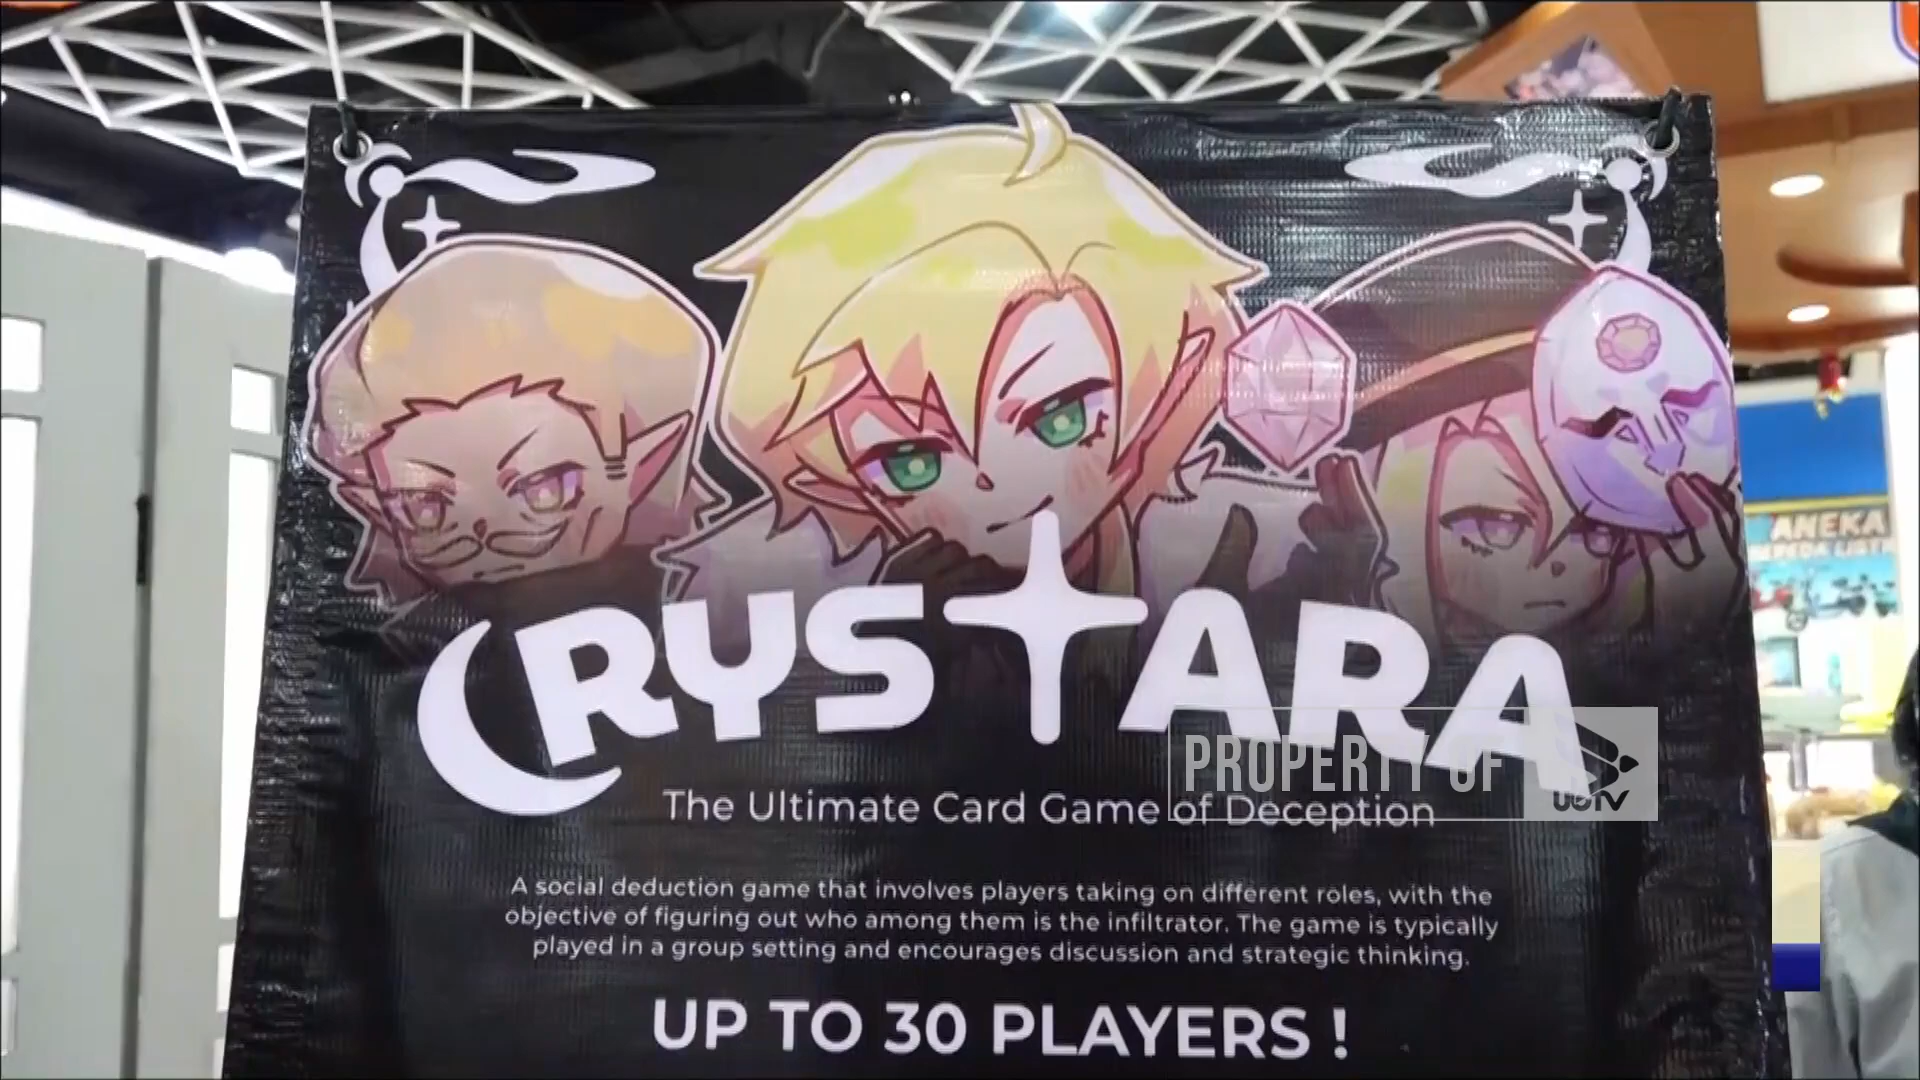 CRYSTARA
The Ultimate Card Game of Deception
PROPERTY OF
UGTV
A social deduction game that involves players taking on different roles, with the
objective of figuring out who among them is the infiltrator. The game is typically
played in a group setting and encourages discussion and strategic thinking.
UP TO 30 PLAYERS !
ANEKA